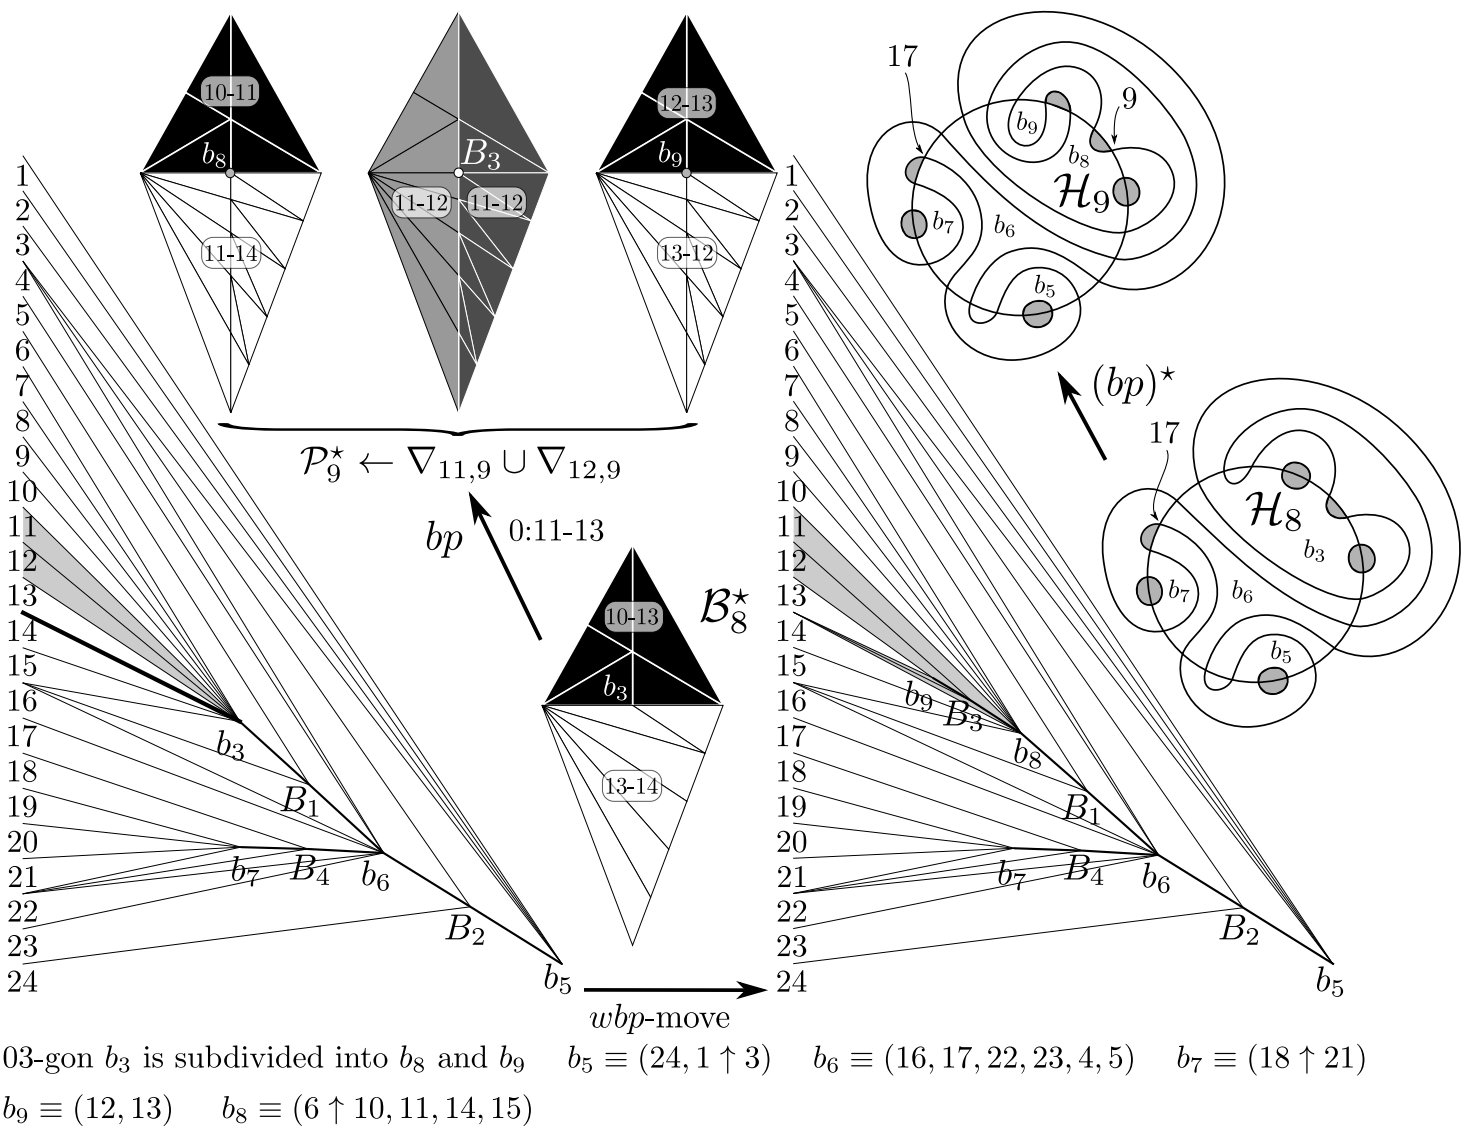 10-11
b₈
11-14
B₃
11-12
11-12
12-13
b₉
13-12
𝒫₉⋆ ← ∇₁₁,₉ ∪ ∇₁₂,₉
bp
0:11-13
ℬ₈⋆
10-13
b₃
13-14
1
2
3
4
5
6
7
8
9
10
11
12
13
14
15
16
17
18
19
20
21
22
23
24
b₃
B₁
b₇
B₄
b₆
B₂
b₅
wbp-move
1
2
3
4
5
6
7
8
9
10
11
12
13
14
15
16
17
18
19
20
21
22
23
24
b₉
B₃
b₈
B₁
b₇
B₄
b₆
B₂
b₅
17
9
b₉
b₈
ℋ₉
b₇
b₆
b₅
(bp)⋆
17
ℋ₈
b₃
b₇
b₆
b₅
03-gon b₃ is subdivided into b₈ and b₉ b₅ ≡ (24, 1 ↑ 3) b₆ ≡ (16, 17, 22, 23, 4, 5) b₇ ≡ (18 ↑ 21)
b₉ ≡ (12, 13) b₈ ≡ (6 ↑ 10, 11, 14, 15)